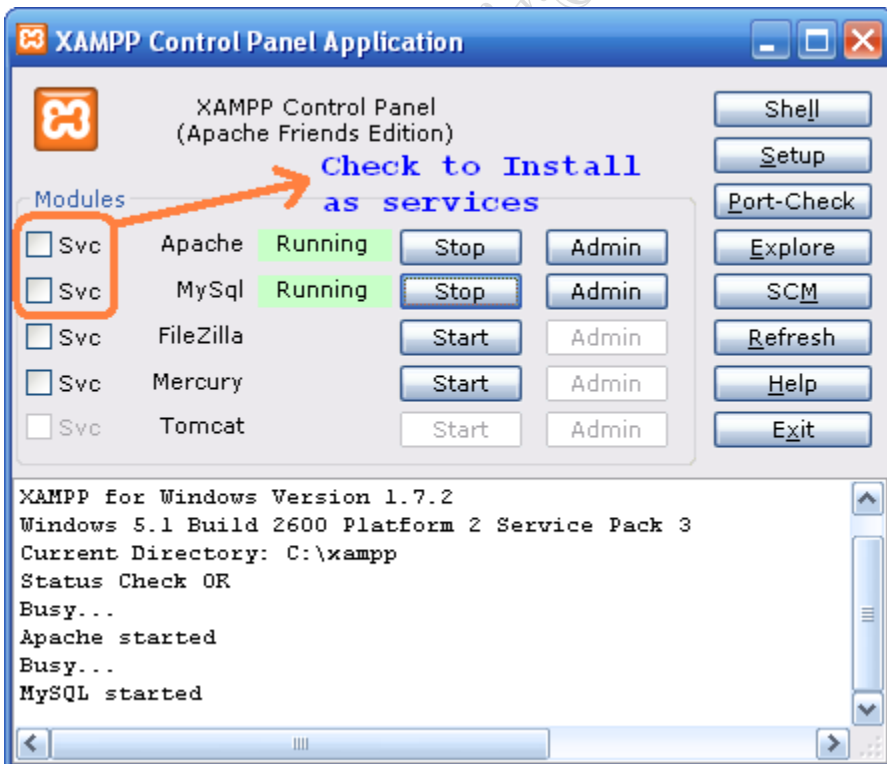 XAMPP Control Panel Application
XAMPP Control Panel
(Apache Friends Edition)
Check to Install
as services
Modules
Svc Apache Running Stop Admin
Svc MySql Running Stop Admin
Svc FileZilla Start Admin
Svc Mercury Start Admin
Svc Tomcat Start Admin
Shell
Setup
Port-Check
Explore
SCM
Refresh
Help
Exit
XAMPP for Windows Version 1.7.2
Windows 5.1 Build 2600 Platform 2 Service Pack 3
Current Directory: C:\xampp
Status Check OK
Busy...
Apache started
Busy...
MySQL started